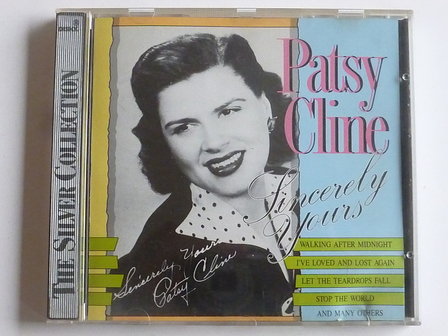 THE SILVER COLLECTION
Patsy
Cline
Sincerely
Yours
WALKING AFTER MIDNIGHT
I'VE LOVED AND LOST AGAIN
LET THE TEARDROPS FALL
STOP THE WORLD
AND MANY OTHERS
Sincerely Yours
Patsy Cline